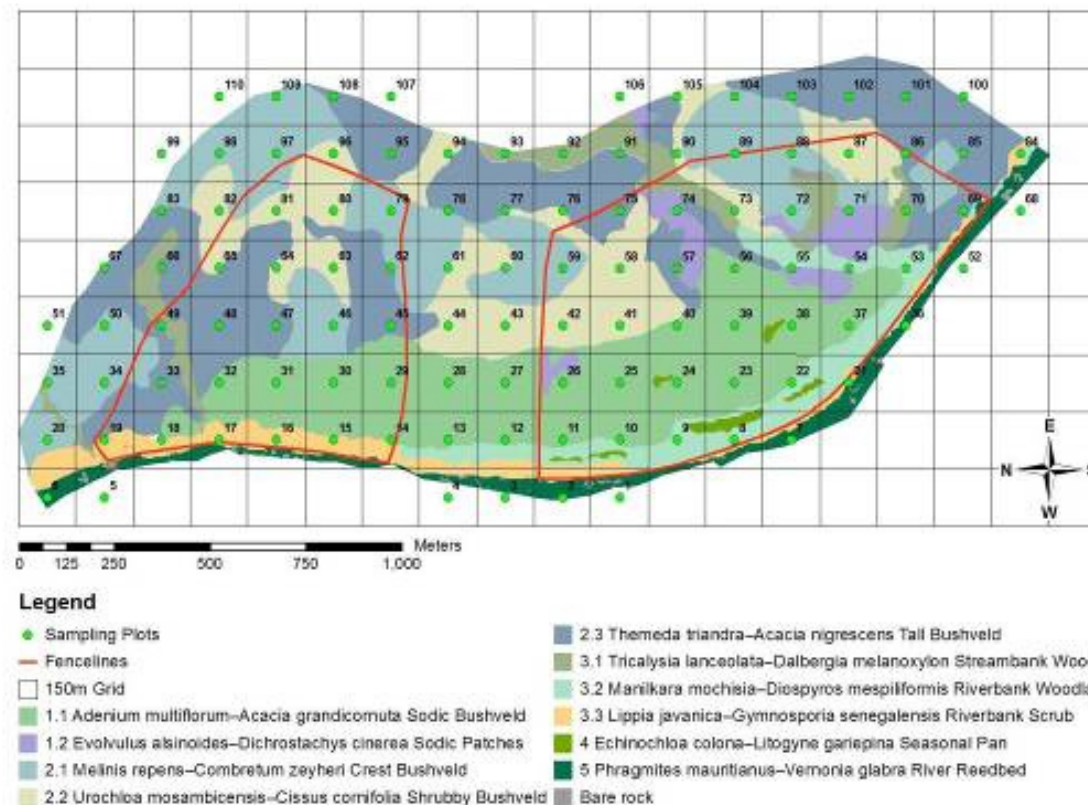 110 109 108 107 106 105 104 103 102 101 100
99 98 97 96 95 94 93 92 91 90 89 88 87 86 85 84
83 82 81 80 79 78 77 76 75 74 73 72 71 70 69 68
67 66 65 64 63 62 61 60 59 58 57 56 55 54 53 52
51 50 49 48 47 46 45 44 43 42 41 40 39 38 37
35 34 33 32 31 30 29 28 27 26 25 24 23 22
20 19 18 17 16 15 14 13 12 11 10 9 8 7
5
E
N S
W
Meters
0 125 250 500 750 1,000
Legend
Sampling Plots
Fencelines
150m Grid
1.1 Adenium multiflorum–Acacia grandicornuta Sodic Bushveld
1.2 Evolvulus alsinoides–Dichrostachys cinerea Sodic Patches
2.1 Melinis repens–Combretum zeyheri Crest Bushveld
2.2 Urochloa mosambicensis–Cissus cornifolia Shrubby Bushveld
2.3 Themeda triandra–Acacia nigrescens Tall Bushveld
3.1 Tricalysia lanceolata–Dalbergia melanoxylon Streambank Woo
3.2 Manilkara mochisia–Diospyros mespiliformis Riverbank Woodla
3.3 Lippia javanica–Gymnosporia senegalensis Riverbank Scrub
4 Echinochloa colona–Litogyne gariepina Seasonal Pan
5 Phragmites mauritianus–Vernonia glabra River Reedbed
Bare rock